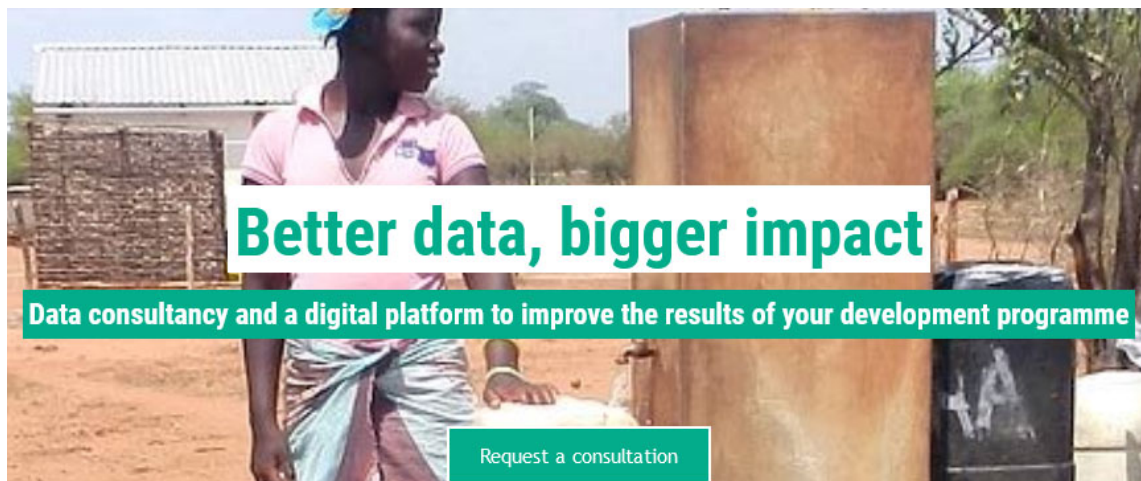 Better data, bigger impact
Data consultancy and a digital platform to improve the results of your development programme
Request a consultation